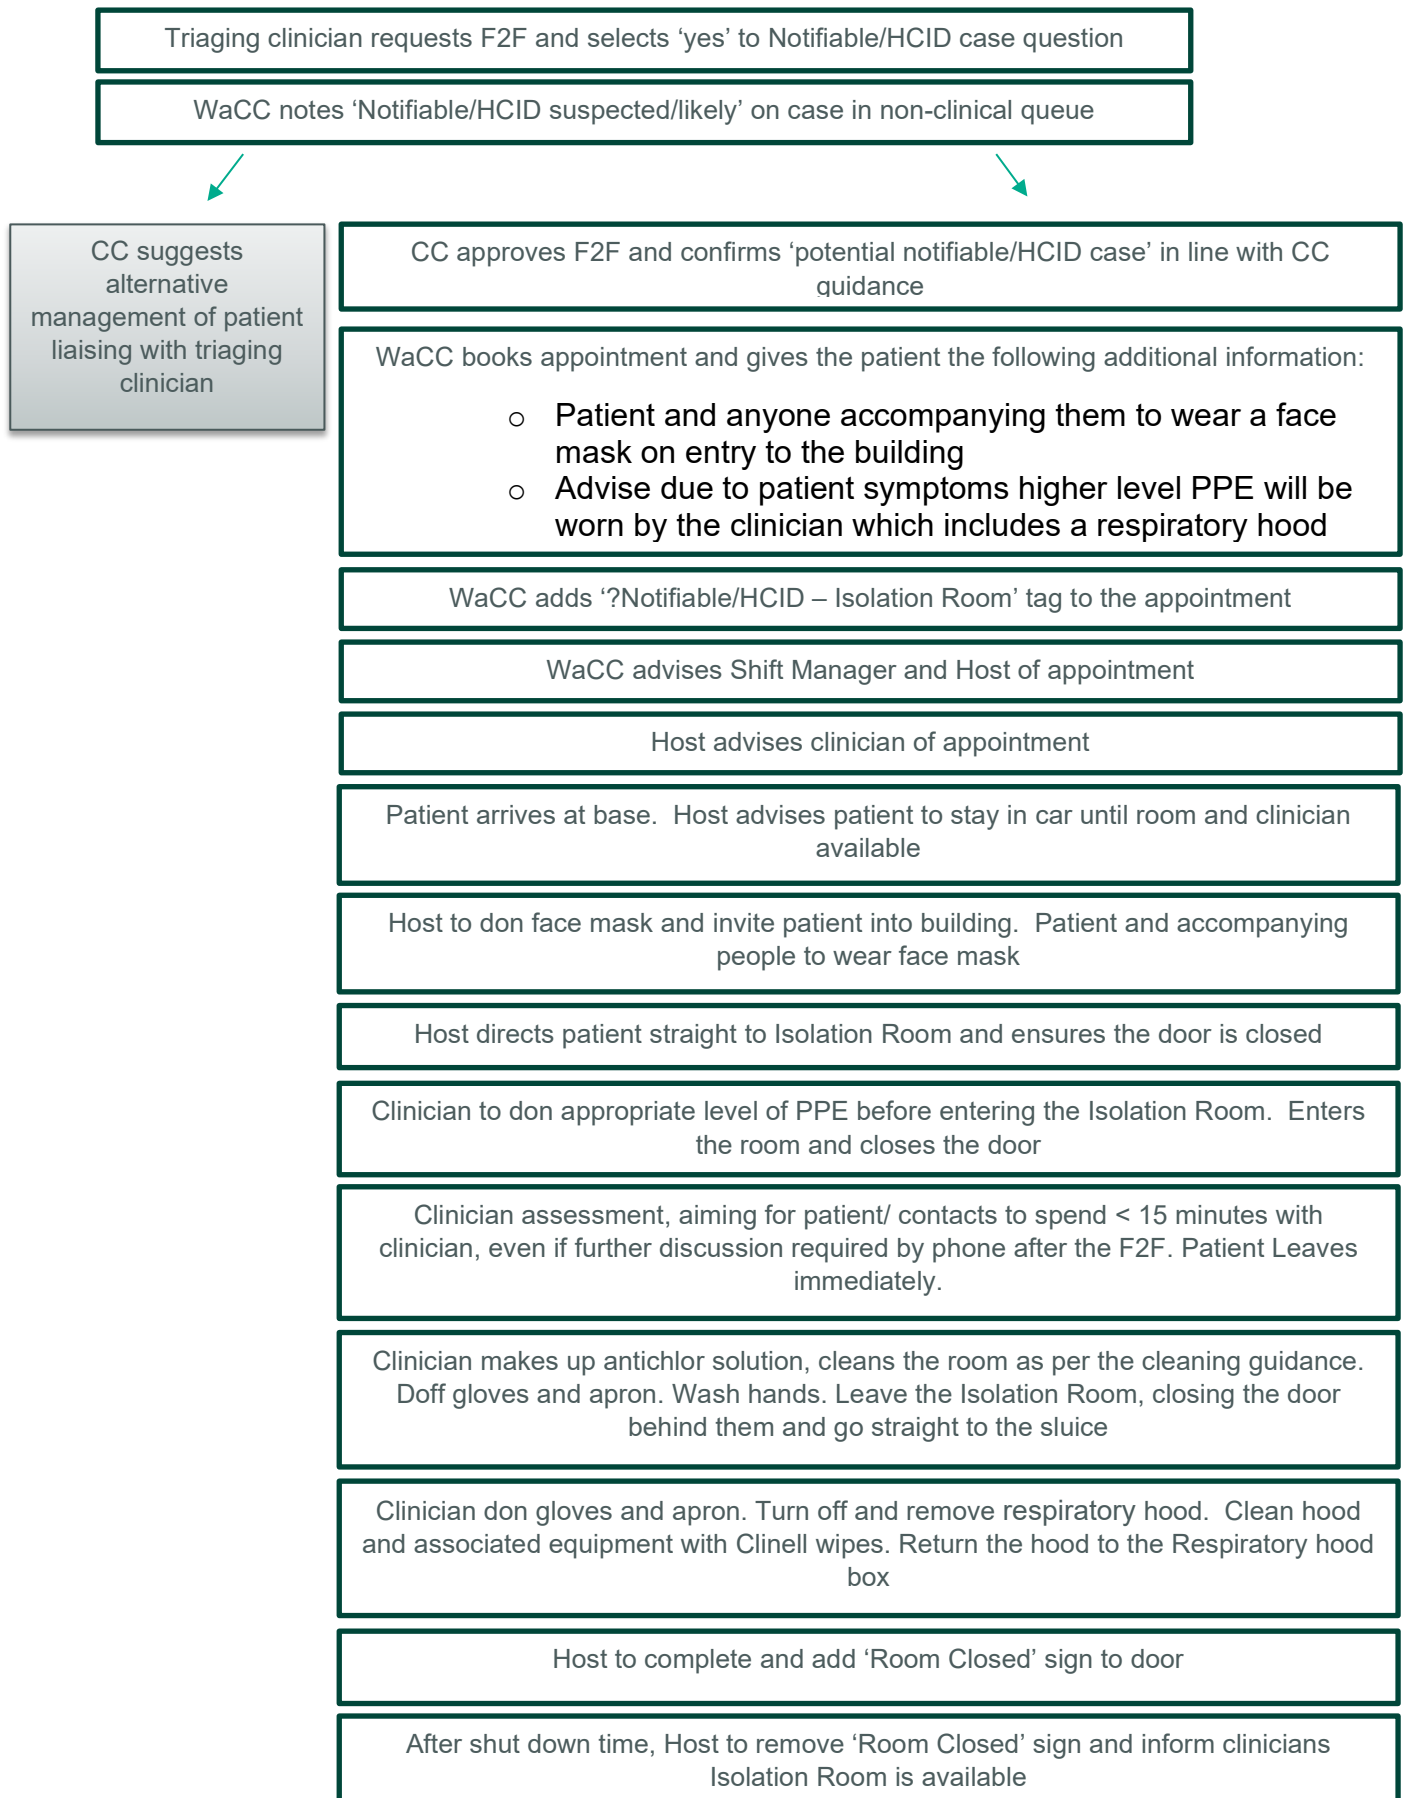 Triaging clinician requests F2F and selects ‘yes’ to Notifiable/HCID case question
WaCC notes ‘Notifiable/HCID suspected/likely’ on case in non-clinical queue
CC suggests
alternative
management of patient
liaising with triaging
clinician
CC approves F2F and confirms ‘potential notifiable/HCID case’ in line with CC
guidance
WaCC books appointment and gives the patient the following additional information:
o Patient and anyone accompanying them to wear a face
mask on entry to the building
o Advise due to patient symptoms higher level PPE will be
worn by the clinician which includes a respiratory hood
WaCC adds ‘?Notifiable/HCID – Isolation Room’ tag to the appointment
WaCC advises Shift Manager and Host of appointment
Host advises clinician of appointment
Patient arrives at base.  Host advises patient to stay in car until room and clinician
available
Host to don face mask and invite patient into building.  Patient and accompanying
people to wear face mask
Host directs patient straight to Isolation Room and ensures the door is closed
Clinician to don appropriate level of PPE before entering the Isolation Room.  Enters
the room and closes the door
Clinician assessment, aiming for patient/ contacts to spend < 15 minutes with
clinician, even if further discussion required by phone after the F2F. Patient Leaves
immediately.
Clinician makes up antichlor solution, cleans the room as per the cleaning guidance.
Doff gloves and apron. Wash hands. Leave the Isolation Room, closing the door
behind them and go straight to the sluice
Clinician don gloves and apron. Turn off and remove respiratory hood.  Clean hood
and associated equipment with Clinell wipes. Return the hood to the Respiratory hood
box
Host to complete and add ‘Room Closed’ sign to door
After shut down time, Host to remove ‘Room Closed’ sign and inform clinicians
Isolation Room is available